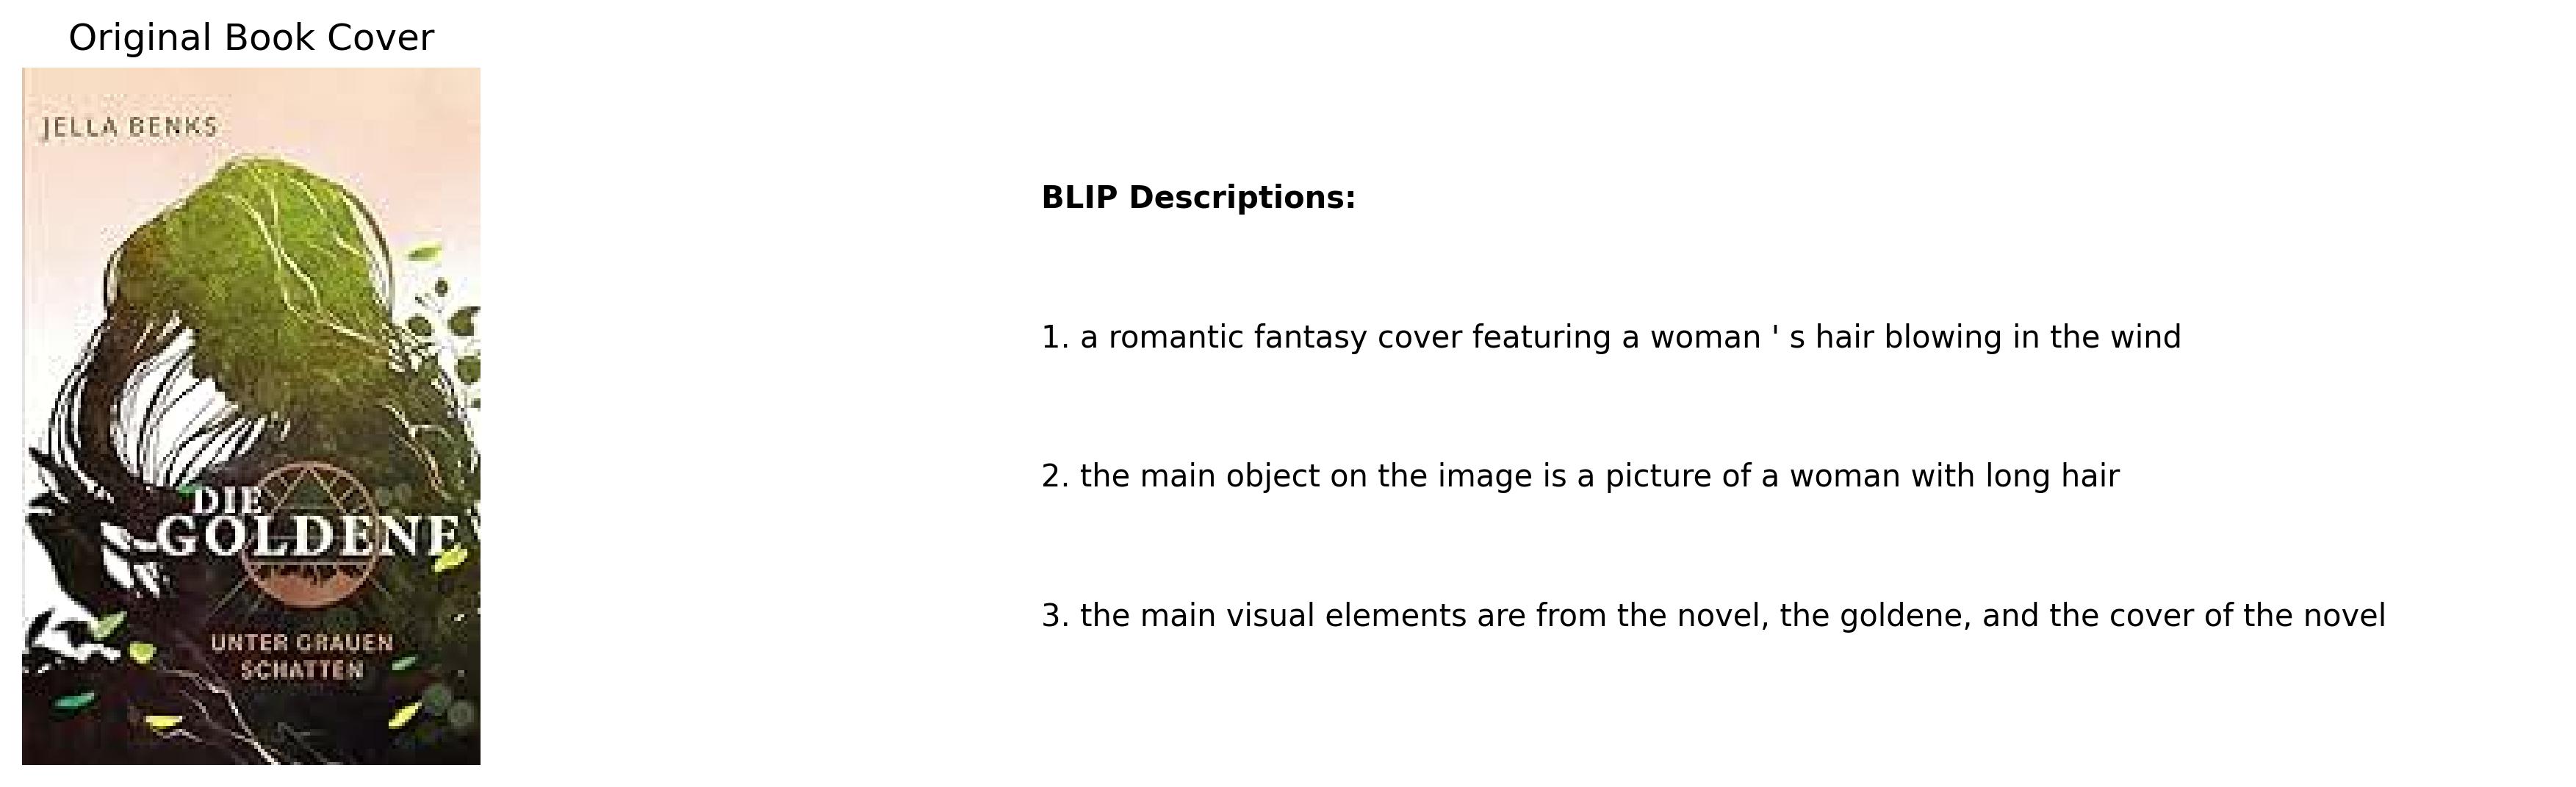 Original Book Cover
JELLA BENKS
DIE
GOLDENE
UNTER GRAUEN
SCHATTEN
BLIP Descriptions:
1. a romantic fantasy cover featuring a woman ' s hair blowing in the wind
2. the main object on the image is a picture of a woman with long hair
3. the main visual elements are from the novel, the goldene, and the cover of the novel